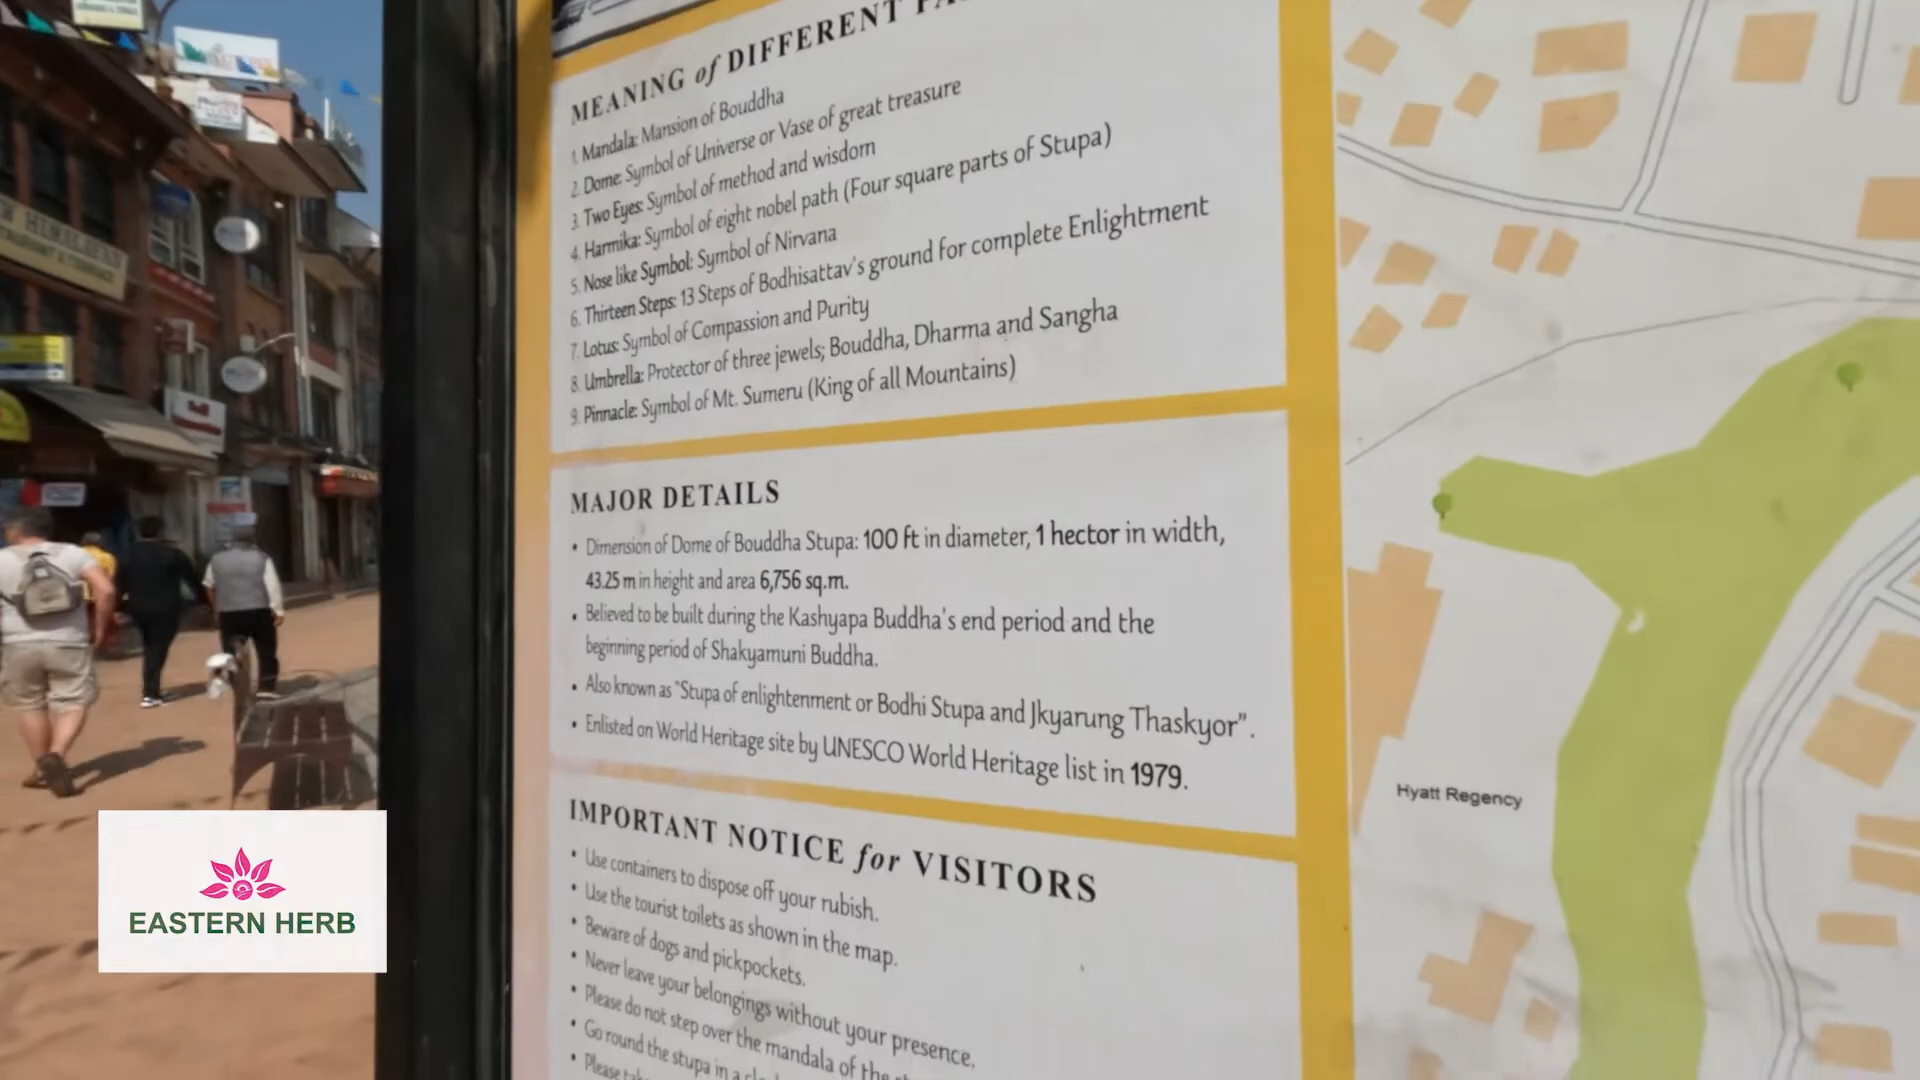 MEANING of DIFFERENT
1. Mandala: Mansion of Bouddha
2. Dome: Symbol of Universe or Vase of great treasure
3. Two Eyes: Symbol of method and wisdom
4. Harmika: Symbol of eight nobel path (Four square parts of Stupa)
5. Nose like Symbol: Symbol of Nirvana
6. Thirteen Steps: 13 Steps of Bodhisattav's ground for complete Enlightment
7. Lotus: Symbol of Compassion and Purity
8. Umbrella: Protector of three jewels; Bouddha, Dharma and Sangha
9. Pinnacle: Symbol of Mt. Sumeru (King of all Mountains)
MAJOR DETAILS
• Dimension of Dome of Bouddha Stupa: 100 ft in diameter, 1 hector in width,
43.25 m in height and area 6,756 sq.m.
• Believed to be built during the Kashyapa Buddha's end period and the
beginning period of Shakyamuni Buddha.
• Also known as "Stupa of enlightenment or Bodhi Stupa and Jkyarung Thaskyor".
• Enlisted on World Heritage site by UNESCO World Heritage list in 1979.
IMPORTANT NOTICE for VISITORS
• Use containers to dispose off your rubish.
• Use the tourist toilets as shown in the map.
• Beware of dogs and pickpockets.
• Never leave your belongings without your presence.
• Please do not step over the mandala of the
• Go round the stupa in a
• Please
Hyatt Regency
HIMALAYAN
EASTERN HERB